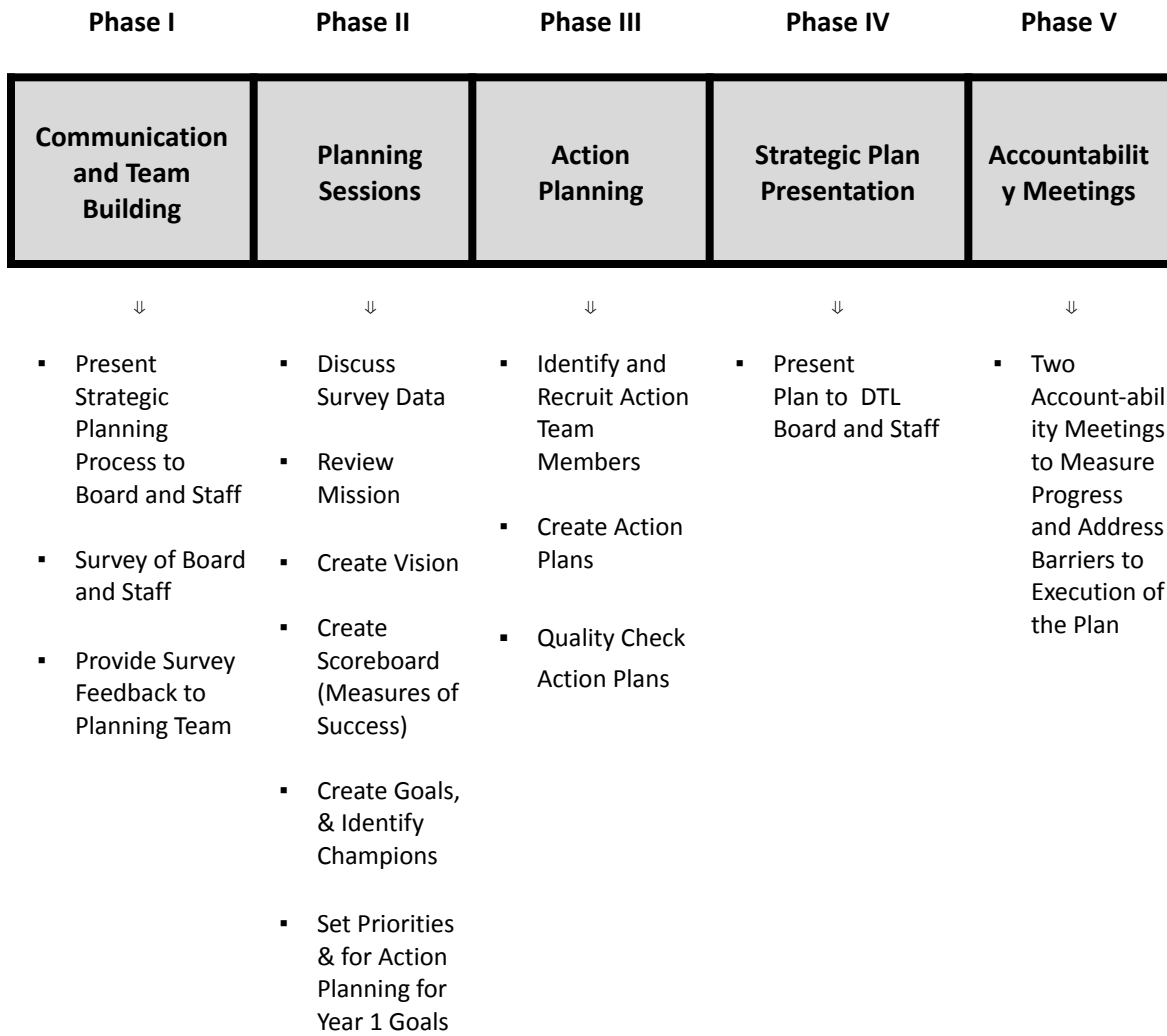 Phase I
Phase II
Phase III
Phase IV
Phase V
Communication
and Team
Building
Planning
Sessions
Action
Planning
Strategic Plan
Presentation
Accountabilit
y Meetings
⇓
⇓
⇓
⇓
⇓
▪ Present
Strategic
Planning
Process to
Board and Staff
▪ Survey of Board
and Staff
▪ Provide Survey
Feedback to
Planning Team
▪ Discuss
Survey Data
▪ Review
Mission
▪ Create Vision
▪ Create
Scoreboard
(Measures of
Success)
▪ Create Goals,
& Identify
Champions
▪ Set Priorities
& for Action
Planning for
Year 1 Goals
▪ Identify and
Recruit Action
Team
Members
▪ Create Action
Plans
▪ Quality Check
Action Plans
▪ Present
Plan to DTL
Board and Staff
▪ Two
Account-abil
ity Meetings
to Measure
Progress
and Address
Barriers to
Execution of
the Plan